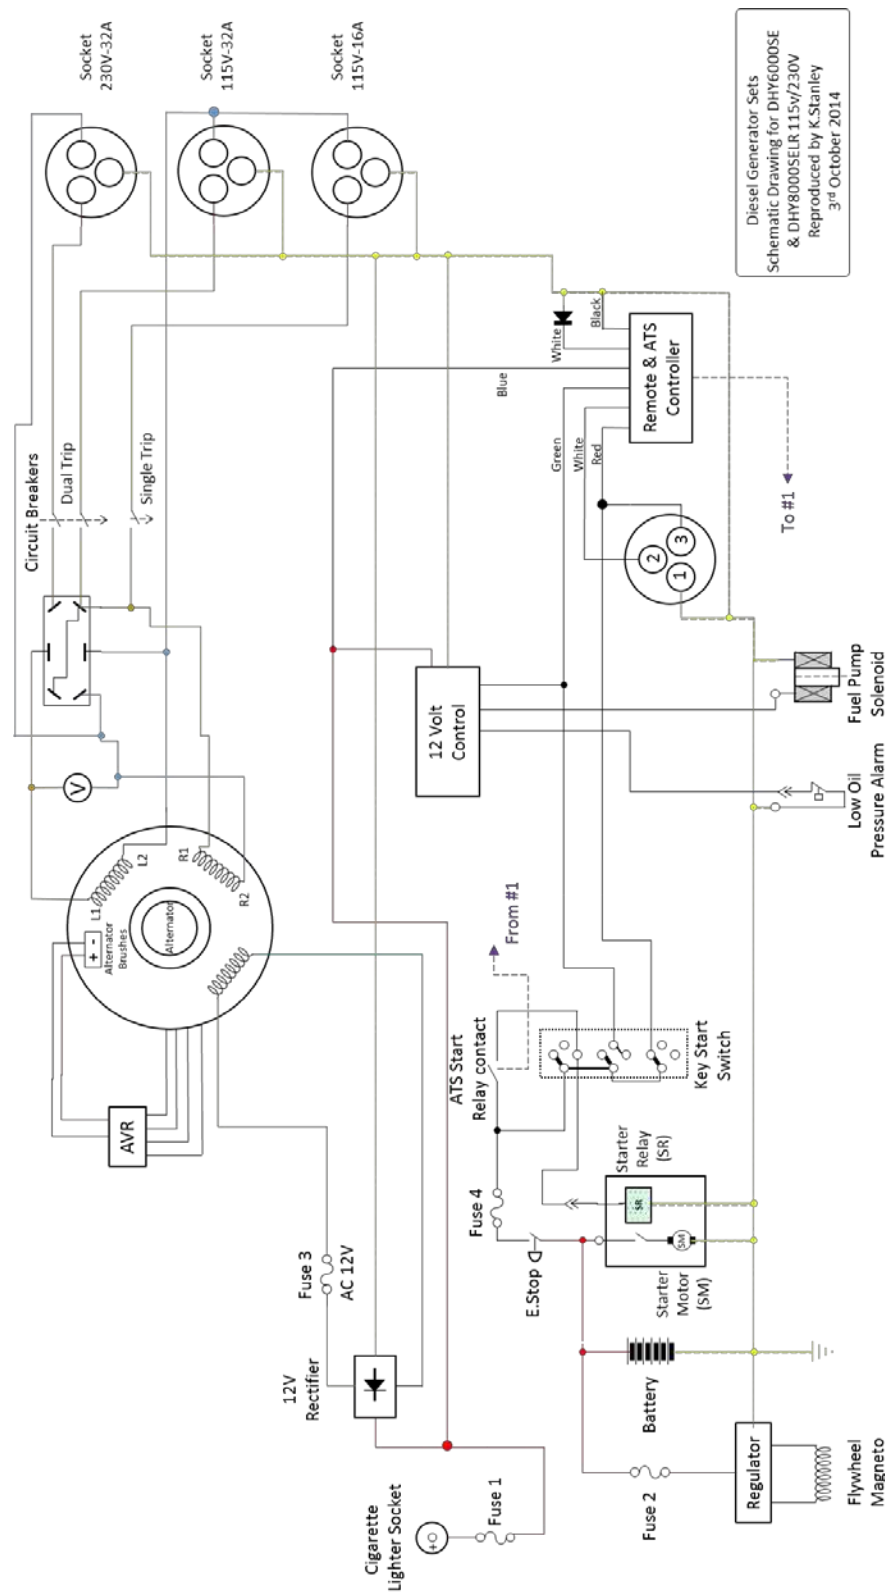 Socket
230V-32A
Socket
115V-32A
Socket
115V-16A
Diesel Generator Sets
Schematic Drawing for DHY6000SE
& DHY8000SELR 115v/230V
Reproduced by K.Stanley
3rd October 2014
Circuit Breakers
Dual Trip
Single Trip
White
Black
Blue
Remote & ATS
Controller
Green
White
Red
To #1
1
2
3
12 Volt
Control
Fuel Pump
Solenoid
Low Oil
Pressure Alarm
V
L1
L2
R1
R2
+ -
Alternator
Brushes
Alternator
AVR
From #1
ATS Start
Relay contact
Key Start
Switch
Fuse 4
E.Stop
Starter
Relay
(SR)
SR
SM
Starter
Motor
(SM)
Fuse 3
AC 12V
12V
Rectifier
Battery
Fuse 1
Cigarette
Lighter Socket
+
Fuse 2
Regulator
Flywheel
Magneto